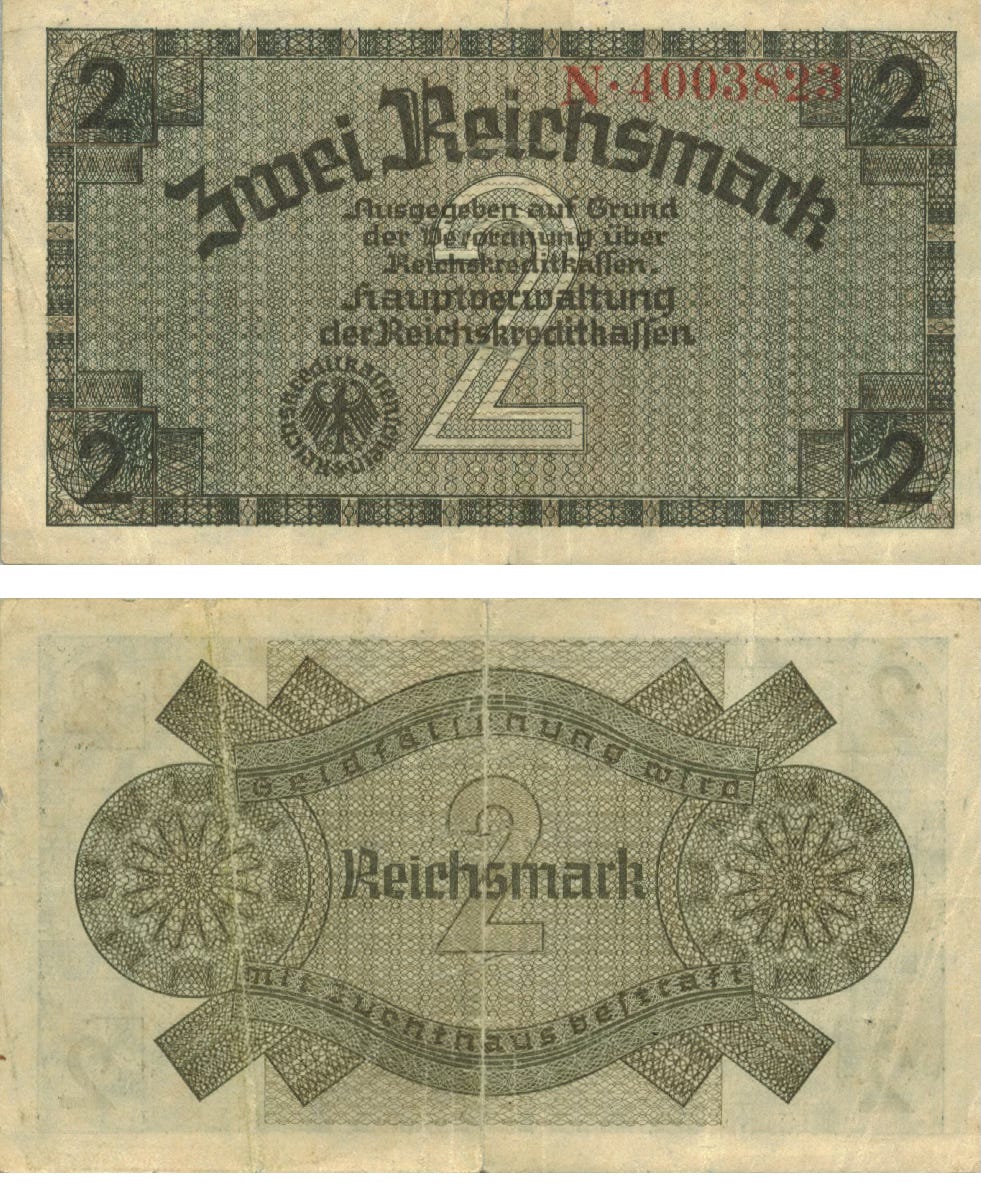 2 2
N·4003823
Zwei Reichsmark
Ausgegeben auf Grund
der Verordnung über
Reichskreditkassen.
Hauptverwaltung
der Reichskreditkassen
2
Reichskreditkassenscheine
2 2
Geldfälschung wird
2
Reichsmark
mit Zuchthaus bestraft